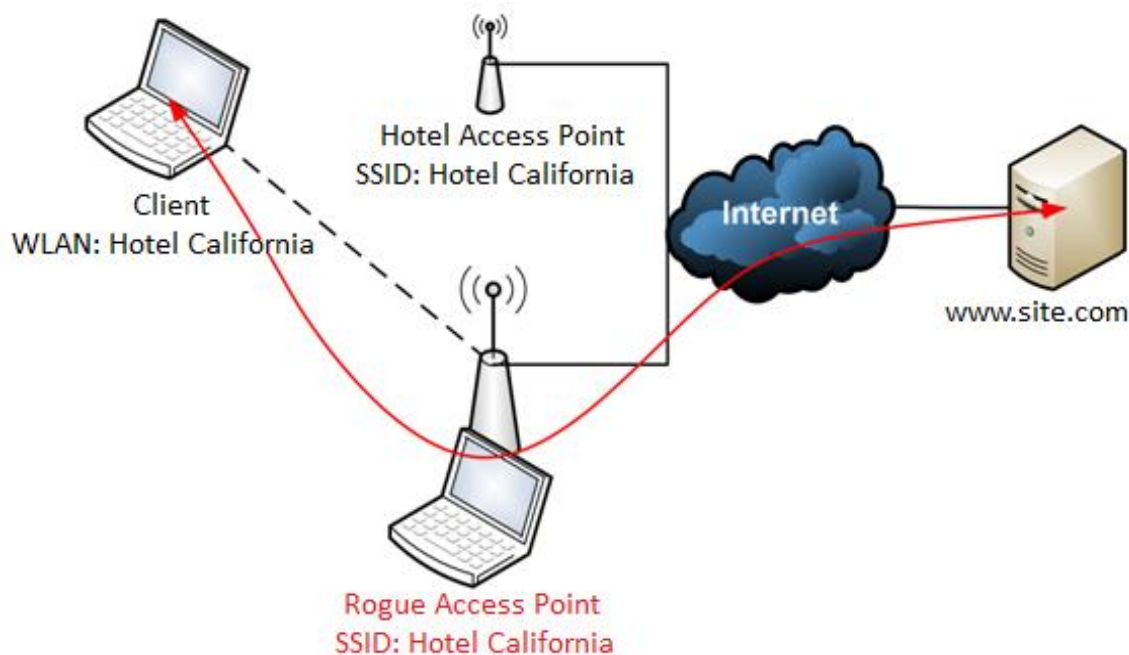 Hotel Access Point
SSID: Hotel California
Client
WLAN: Hotel California
Internet
www.site.com
Rogue Access Point
SSID: Hotel California